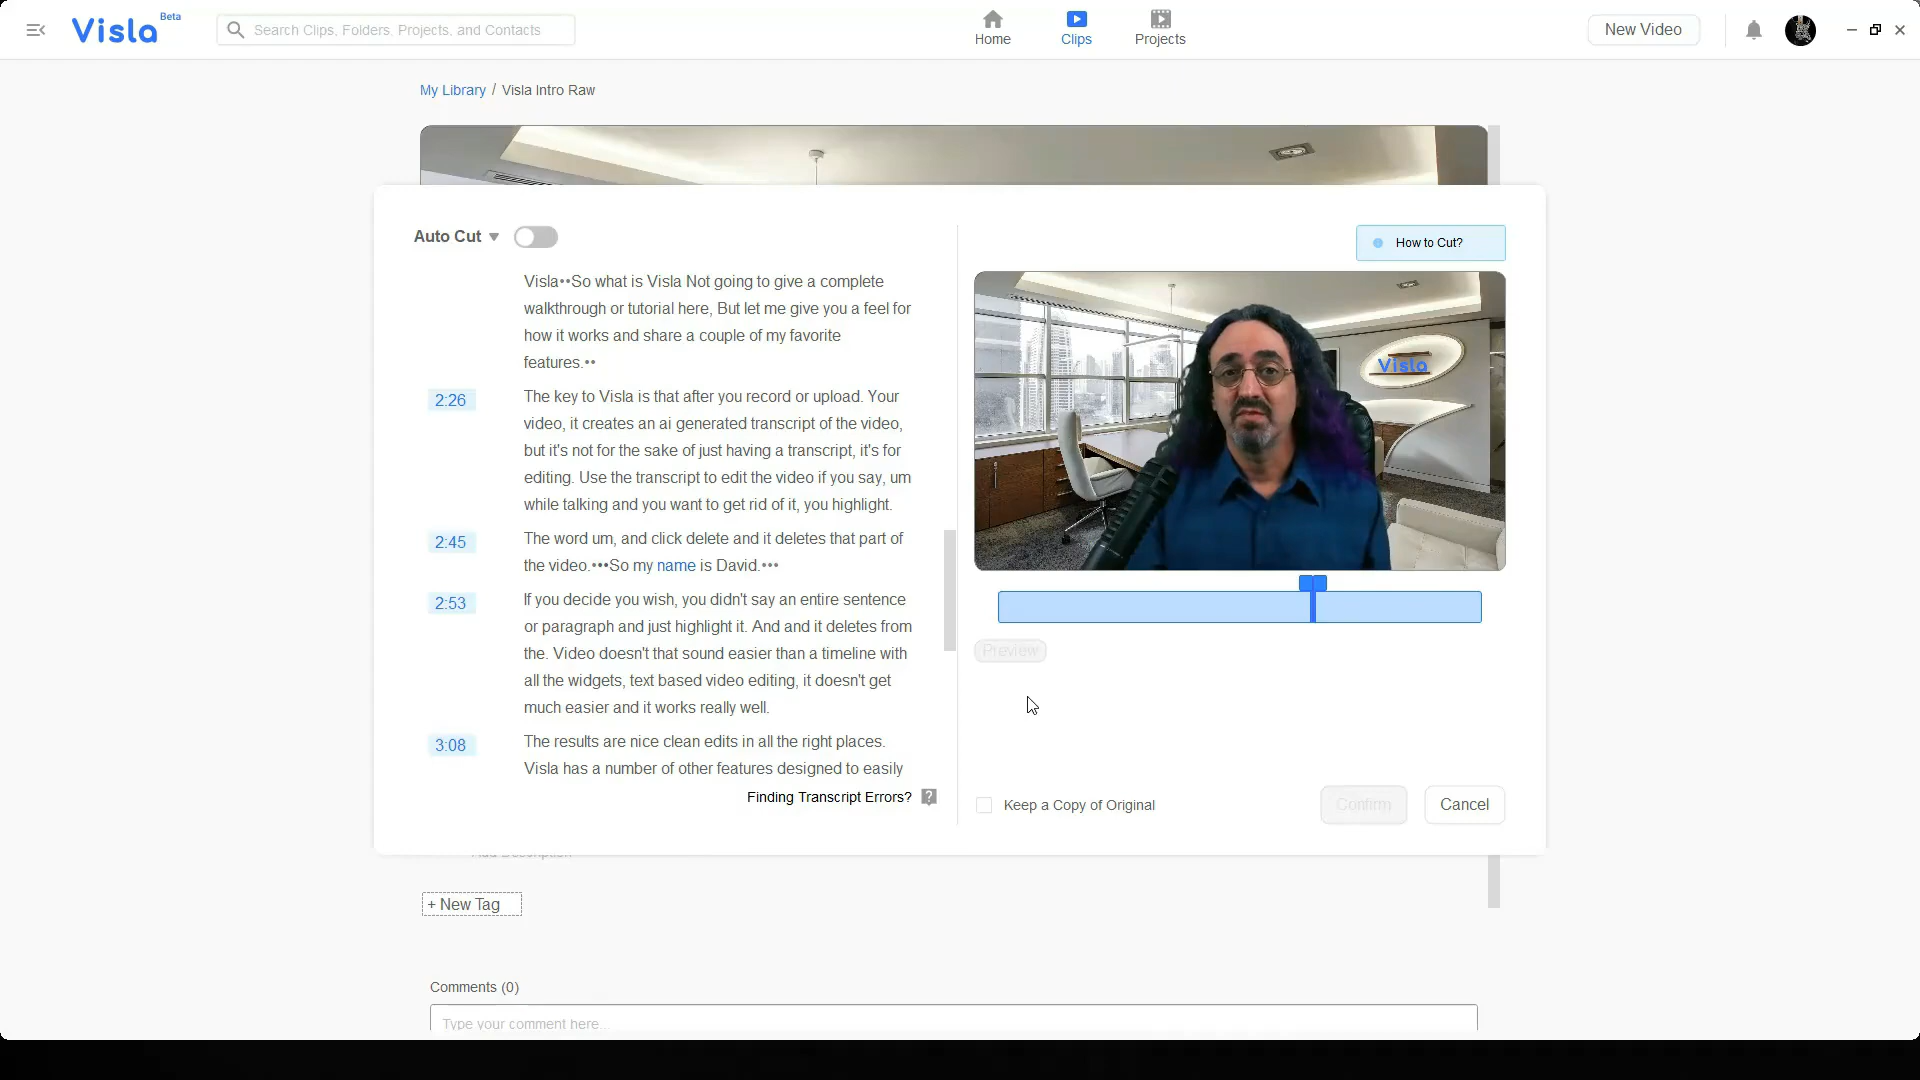 Visla Beta
Search Clips, Folders, Projects, and Contacts
Home
Clips
Projects
New Video
My Library / Visla Intro Raw
Auto Cut
Visla••So what is Visla Not going to give a complete
walkthrough or tutorial here, But let me give you a feel for
how it works and share a couple of my favorite
features.••
2:26
The key to Visla is that after you record or upload. Your
video, it creates an ai generated transcript of the video,
but it's not for the sake of just having a transcript, it's for
editing. Use the transcript to edit the video if you say, um
while talking and you want to get rid of it, you highlight.
2:45
The word um, and click delete and it deletes that part of
the video.•••So my name is David.•••
2:53
If you decide you wish, you didn't say an entire sentence
or paragraph and just highlight it. And and it deletes from
the. Video doesn't that sound easier than a timeline with
all the widgets, text based video editing, it doesn't get
much easier and it works really well.
3:08
The results are nice clean edits in all the right places.
Visla has a number of other features designed to easily
Finding Transcript Errors? ?
How to Cut?
Visla
Preview
Keep a Copy of Original
Confirm
Cancel
Add Description
+ New Tag
Comments (0)
Type your comment here...